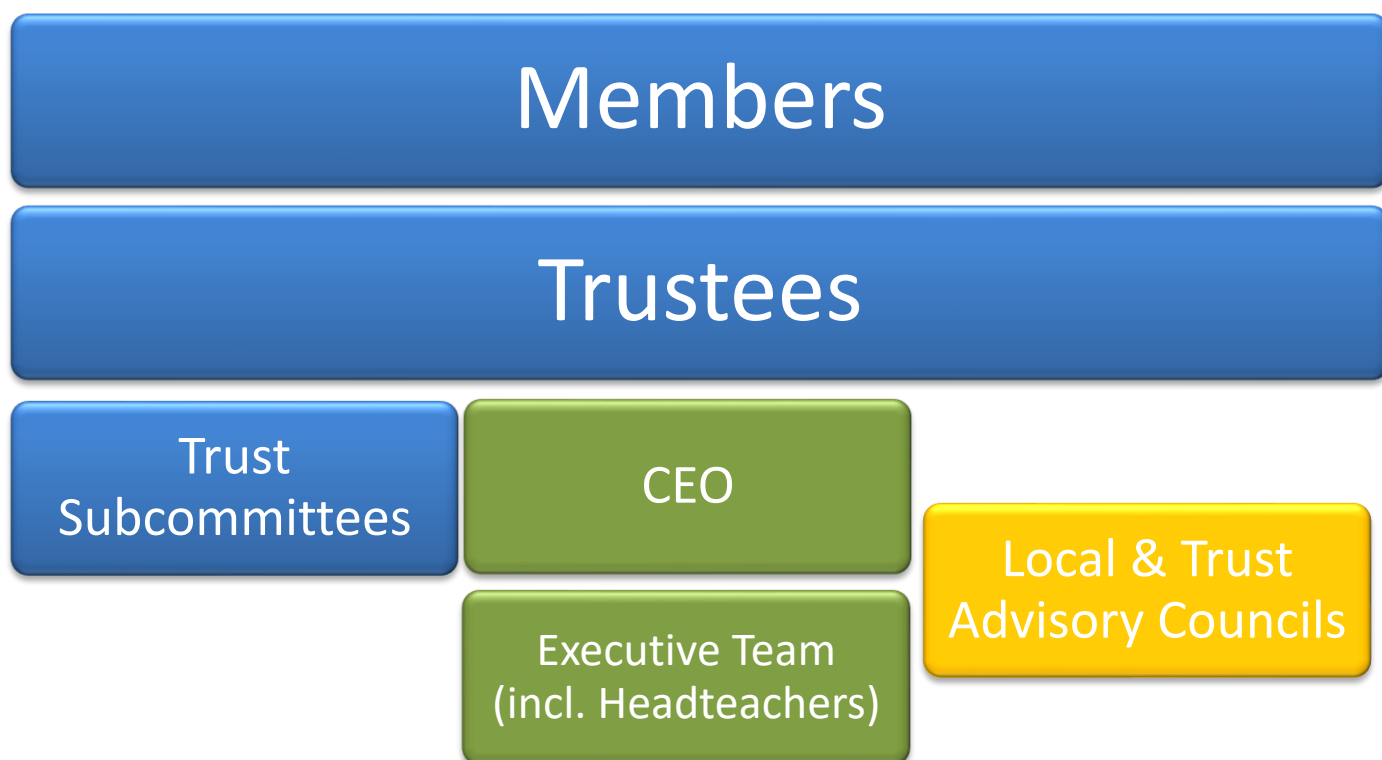 Members
Trustees
Trust
Subcommittees
CEO
Local & Trust
Advisory Councils
Executive Team
(incl. Headteachers)